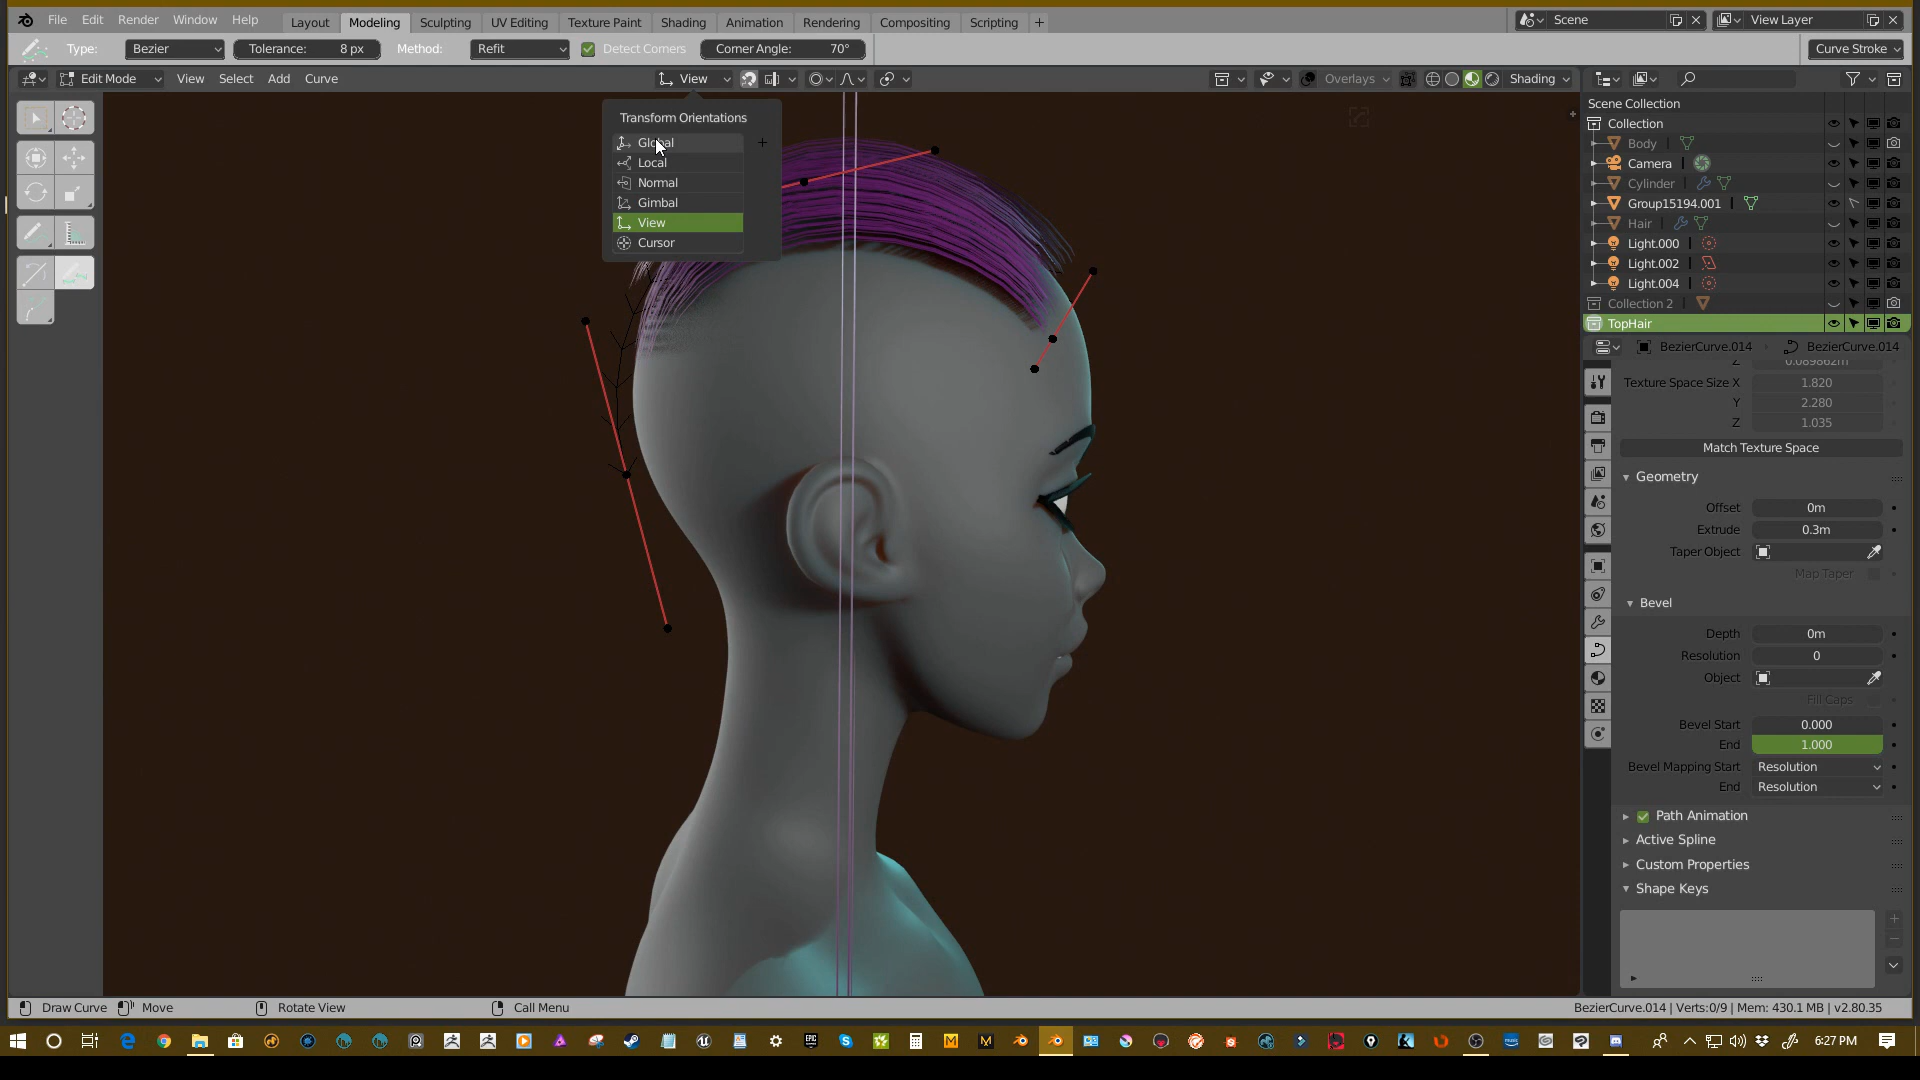 File Edit Render Window Help Layout Modeling Sculpting UV Editing Texture Paint Shading Animation Rendering Compositing Scripting + Scene View Layer
Type: Bezier Tolerance: 8 px Method: Refit Detect Corners Corner Angle: 70° Curve Stroke
Edit Mode View Select Add Curve View Overlays Shading
Transform Orientations
Global
Local
Normal
Gimbal
View
Cursor
Scene Collection
Collection
Body
Camera
Cylinder
Group15194.001
Hair
Light.000
Light.002
Light.004
Collection 2
TopHair
BezierCurve.014 BezierCurve.014
Z 0.089862m
Texture Space Size X 1.820
Y 2.280
Z 1.035
Match Texture Space
Geometry
Offset 0m
Extrude 0.3m
Taper Object
Map Taper
Bevel
Depth 0m
Resolution 0
Object
Fill Caps
Bevel Start 0.000
End 1.000
Bevel Mapping Start Resolution
End Resolution
Path Animation
Active Spline
Custom Properties
Shape Keys
Draw Curve Move Rotate View Call Menu BezierCurve.014 | Verts:0/9 | Mem: 430.1 MB | v2.80.35
6:27 PM